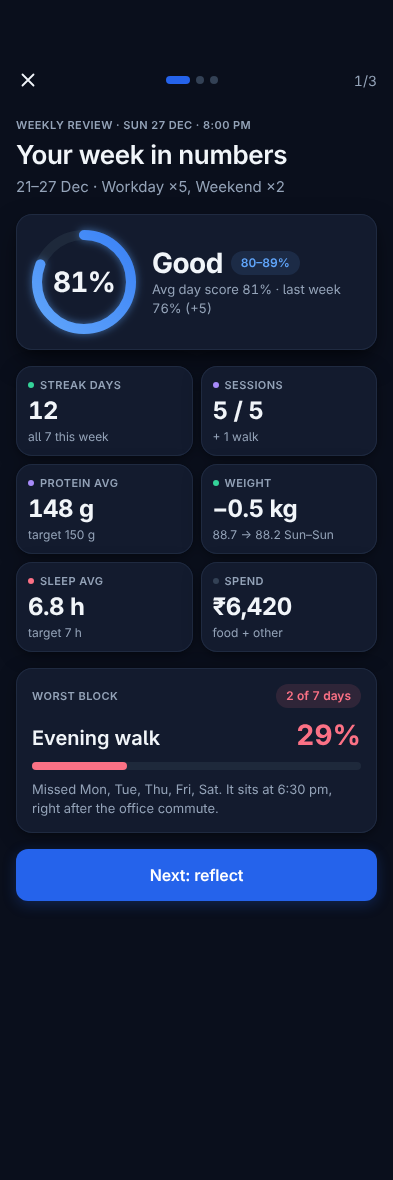 1/3
WEEKLY REVIEW · SUN 27 DEC · 8:00 PM
Your week in numbers
21–27 Dec · Workday ×5, Weekend ×2
81%
Good 80–89%
Avg day score 81% · last week
76% (+5)
STREAK DAYS
12
all 7 this week
SESSIONS
5 / 5
+ 1 walk
PROTEIN AVG
148 g
target 150 g
WEIGHT
−0.5 kg
88.7 → 88.2 Sun–Sun
SLEEP AVG
6.8 h
target 7 h
SPEND
₹6,420
food + other
WORST BLOCK
2 of 7 days
Evening walk
29%
Missed Mon, Tue, Thu, Fri, Sat. It sits at 6:30 pm,
right after the office commute.
Next: reflect